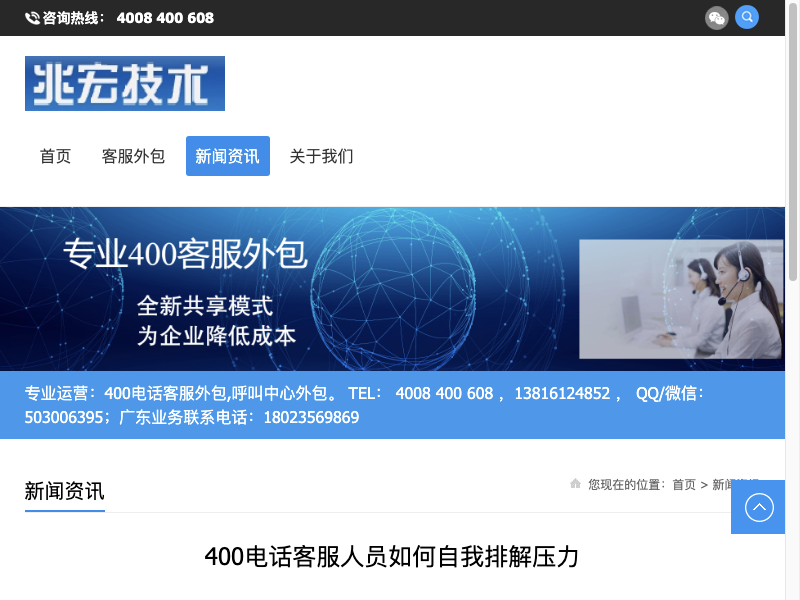 咨询热线： 4008 400 608
兆宏技术
首页 客服外包 新闻资讯 关于我们
专业400客服外包
全新共享模式
为企业降低成本
专业运营：400电话客服外包,呼叫中心外包。 TEL： 4008 400 608 ，13816124852 ， QQ/微信：
503006395；广东业务联系电话：18023569869
新闻资讯
您现在的位置：首页 > 新闻
400电话客服人员如何自我排解压力